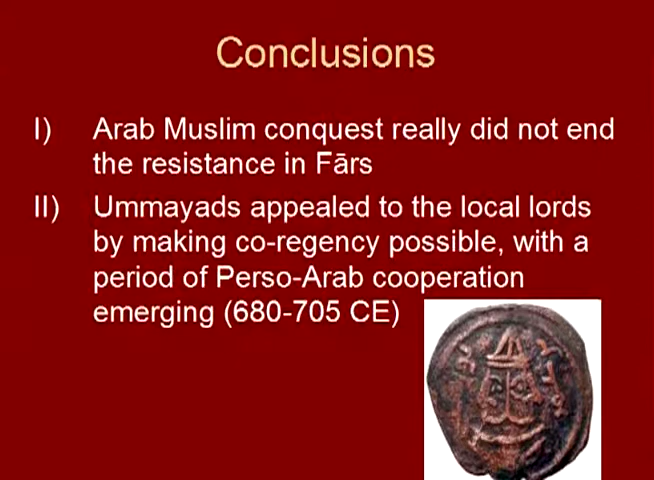 Conclusions
I) Arab Muslim conquest really did not end
the resistance in Fārs
II) Ummayads appealed to the local lords
by making co-regency possible, with a
period of Perso-Arab cooperation
emerging (680-705 CE)